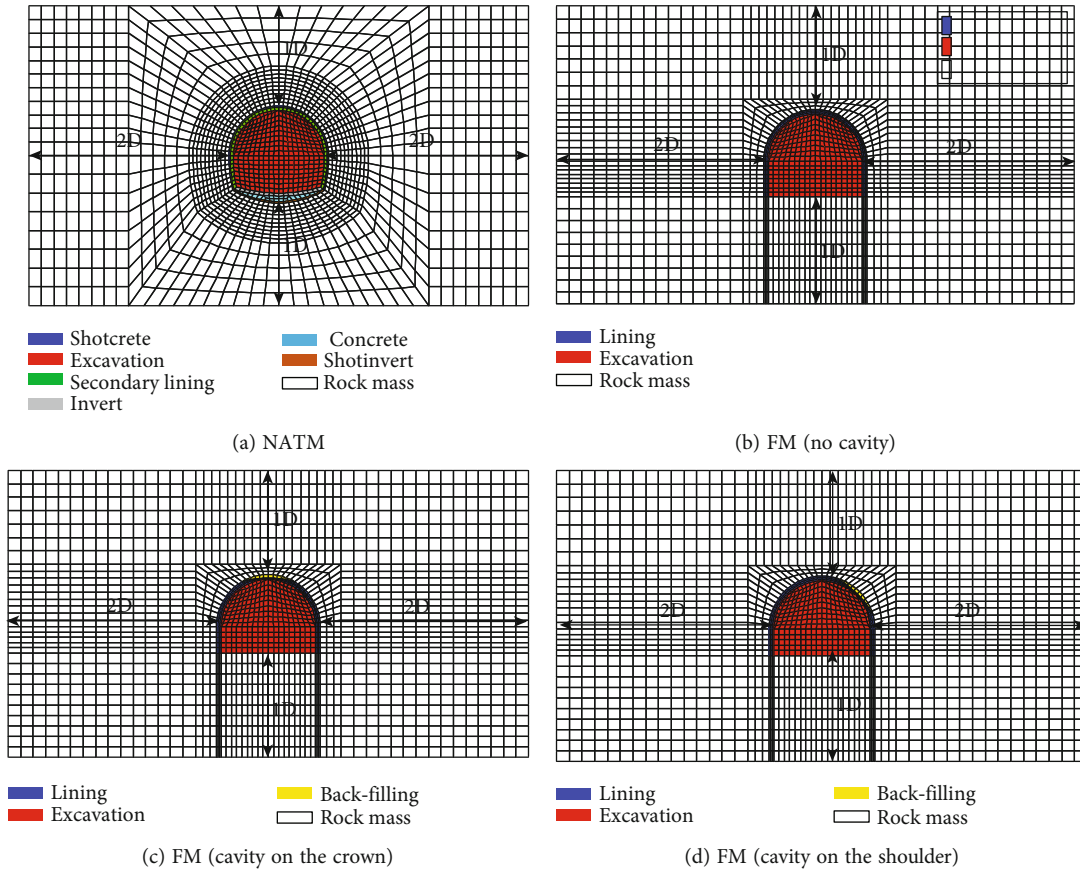 1D
2D
2D
1D
Shotcrete
Excavation
Secondary lining
Invert
Concrete
Shotinvert
Rock mass
(a) NATM
1D
2D
2D
1D
Lining
Excavation
Rock mass
(b) FM (no cavity)
1D
2D
2D
1D
Lining
Excavation
Back-filling
Rock mass
(c) FM (cavity on the crown)
1D
2D
2D
1D
Lining
Excavation
Back-filling
Rock mass
(d) FM (cavity on the shoulder)